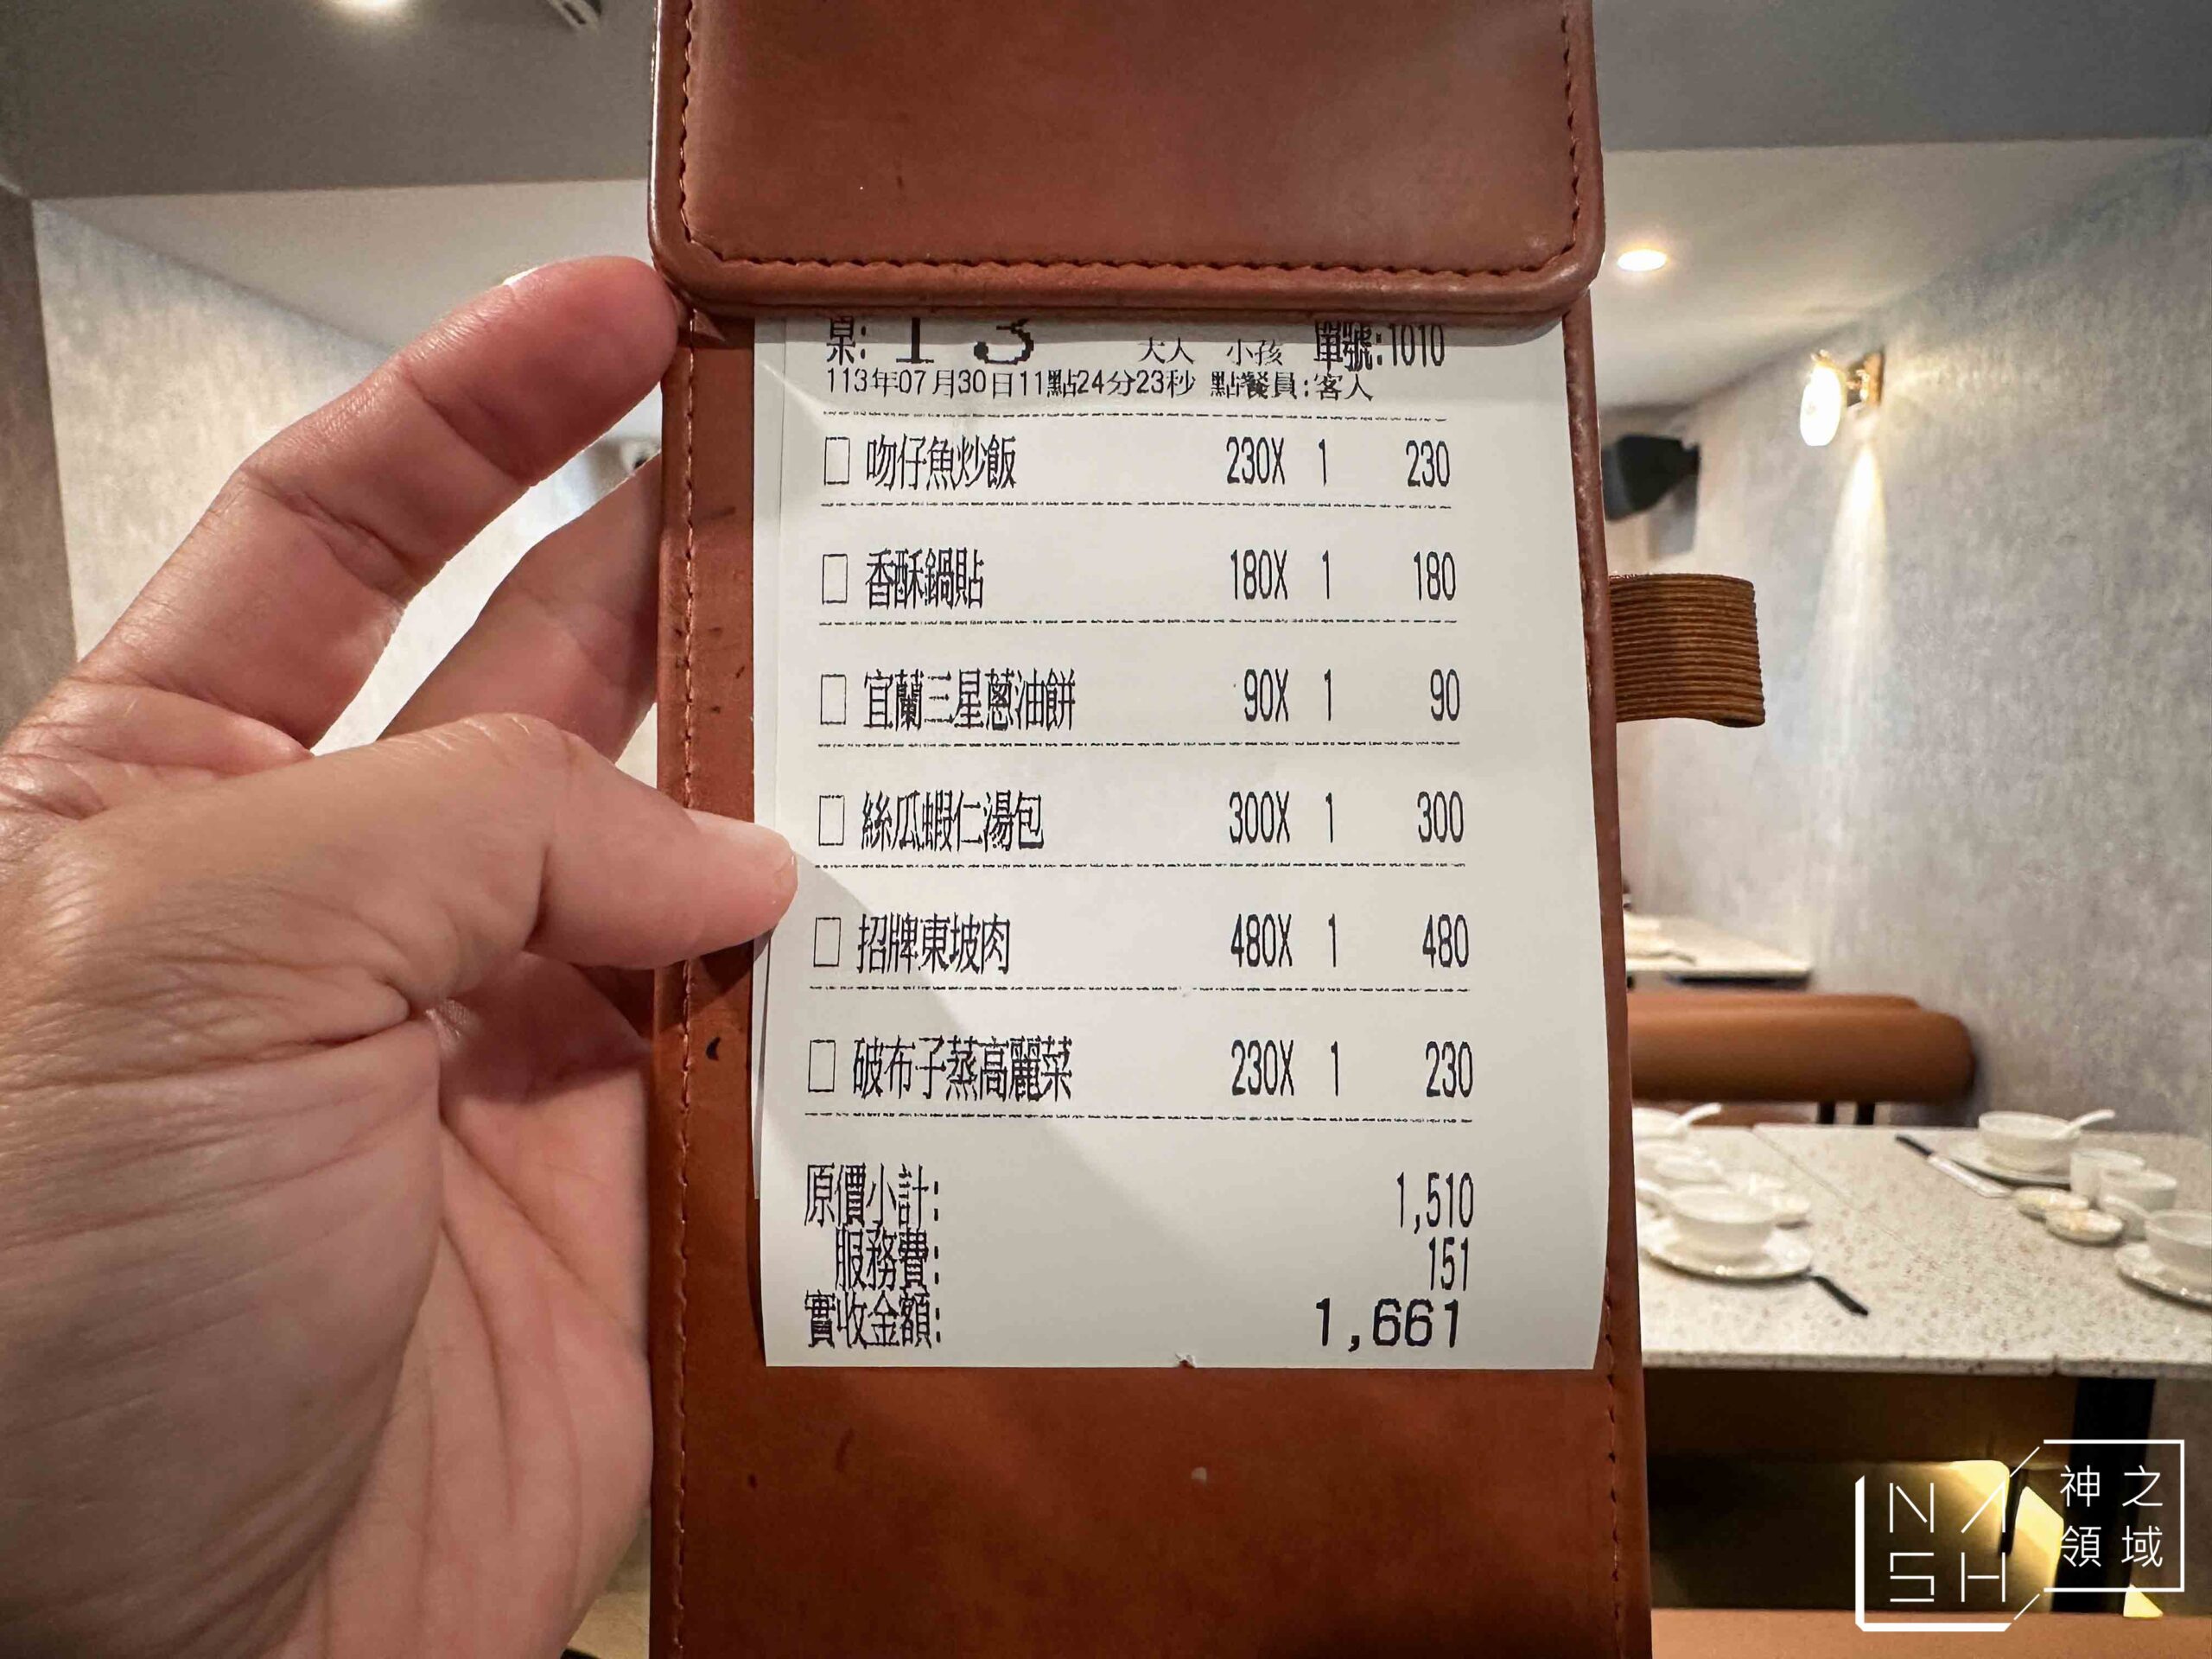 桌: 13 大人 小孩 單號:1010
113年07月30日11點24分23秒 點餐員:客人
□ 吻仔魚炒飯 230X 1 230
□ 香酥鍋貼 180X 1 180
□ 宜蘭三星蔥油餅 90X 1 90
□ 絲瓜蝦仁湯包 300X 1 300
□ 招牌東坡肉 480X 1 480
□ 破布子蒸高麗菜 230X 1 230
原價小計: 1,510
服務費: 151
實收金額: 1,661
NASH
神之領域